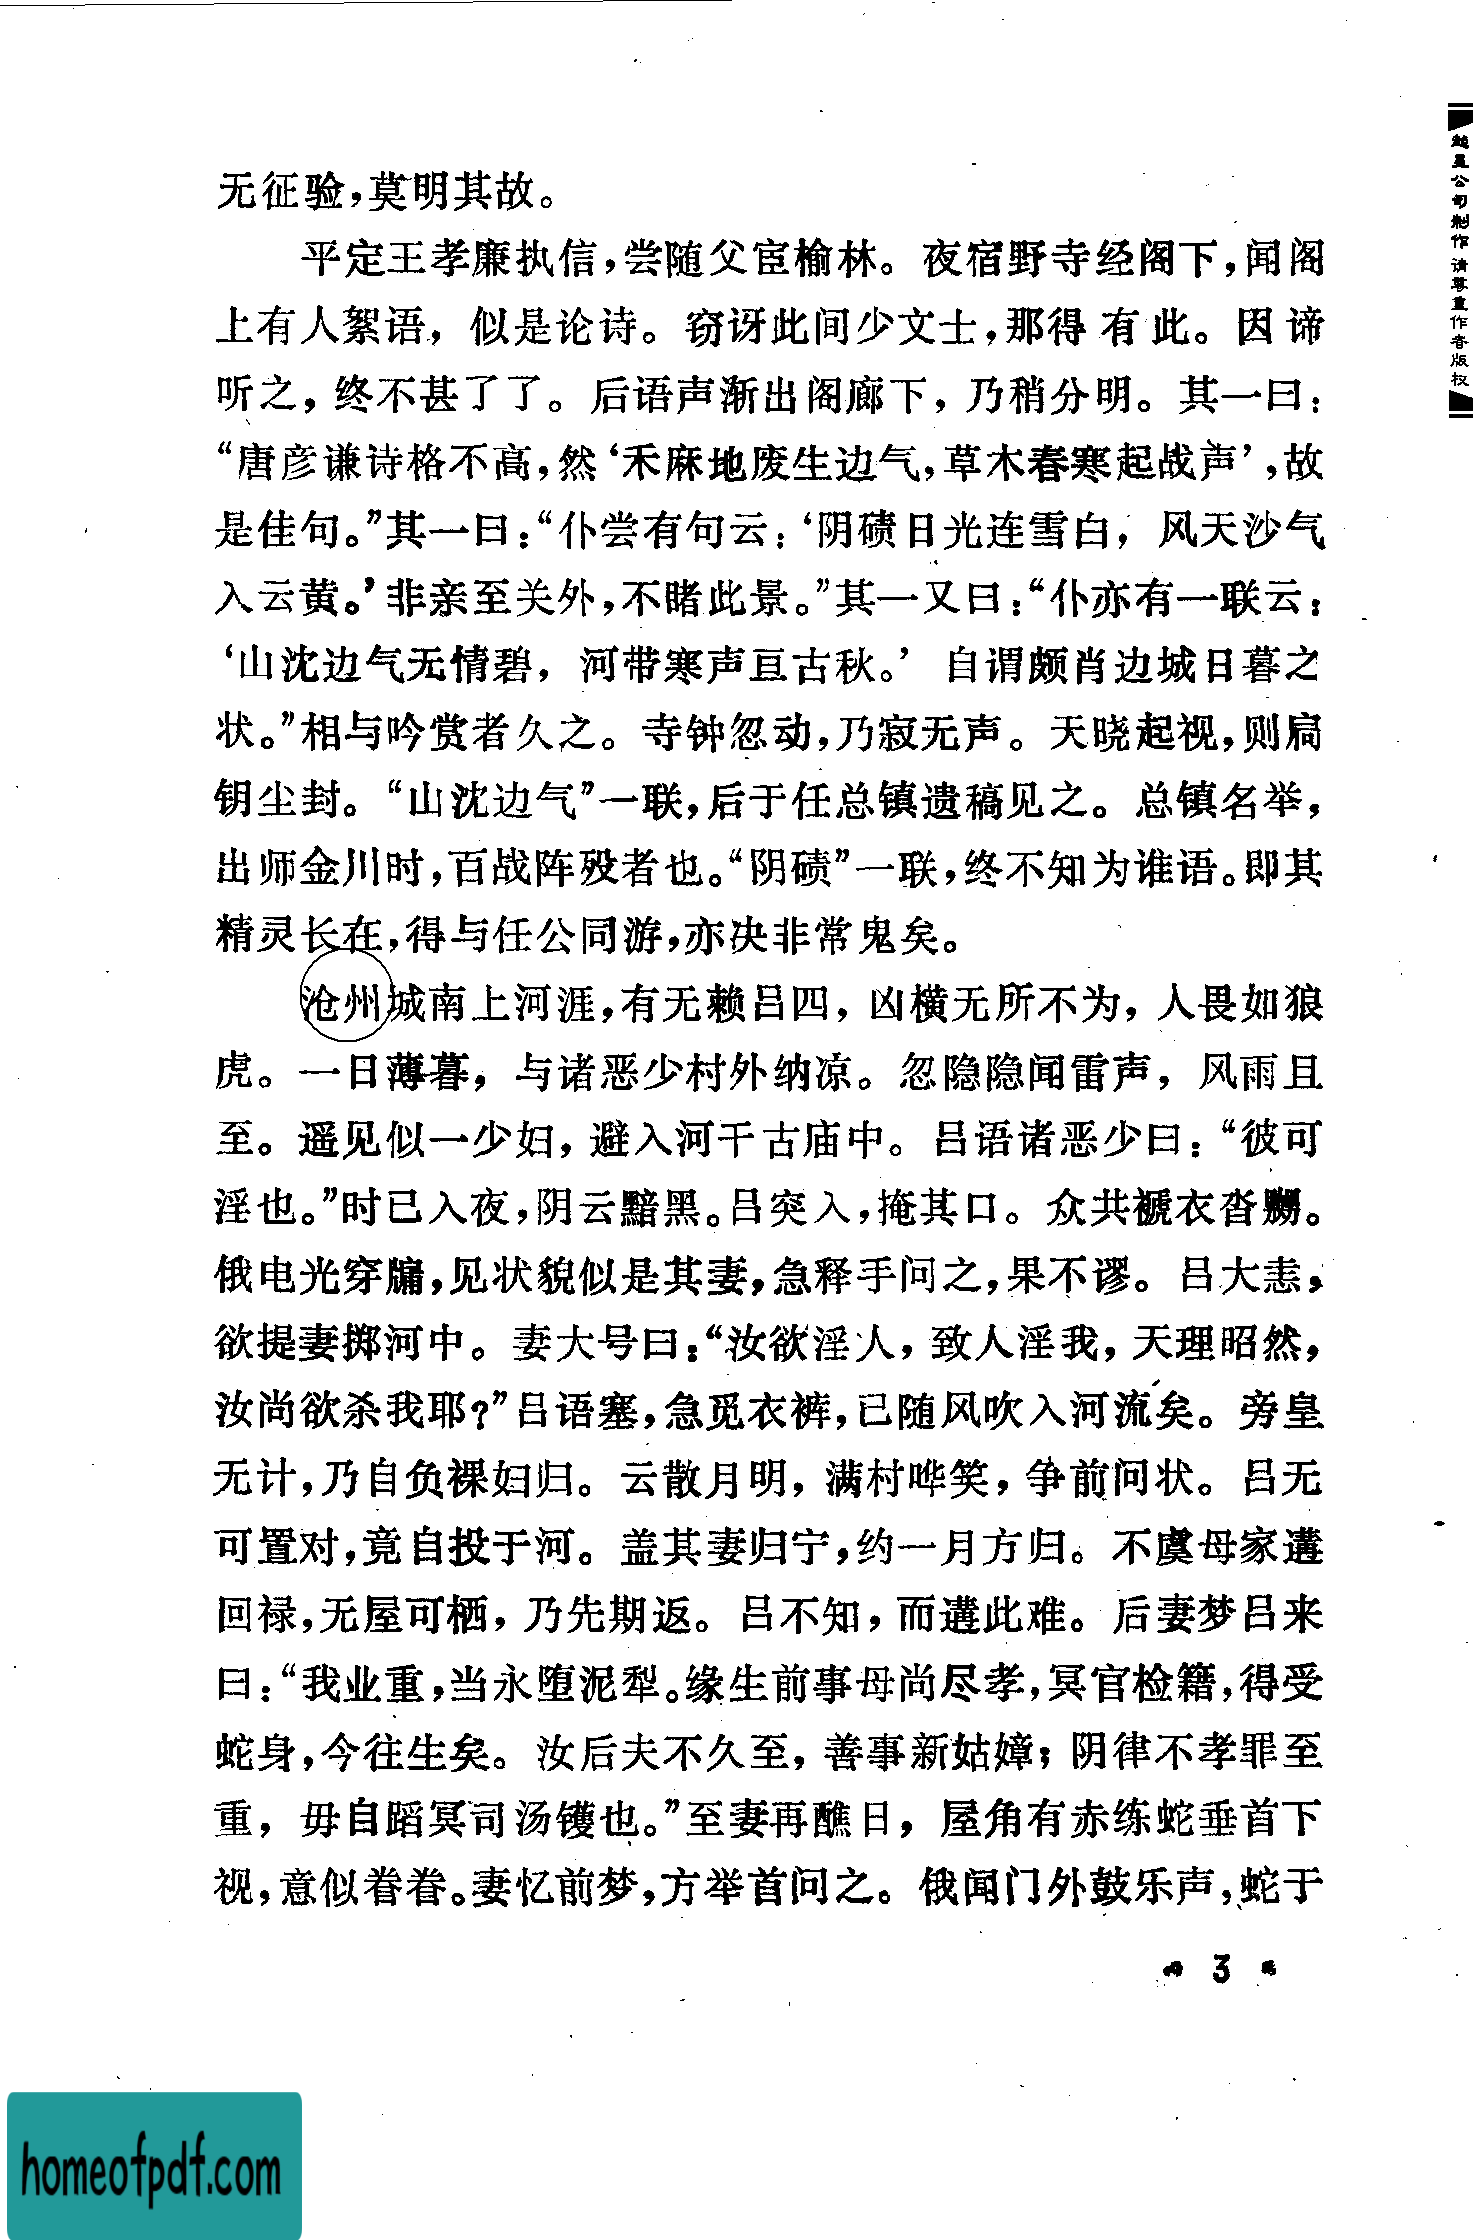 无征验，莫明其故。
平定王孝廉执信，尝随父宦榆林。夜宿野寺经阁下，闻阁
上有人絮语，似是论诗。窃讶此间少文士，那得有此。因谛
听之，终不甚了了。后语声渐出阁廊下，乃稍分明。其一曰：
“唐彦谦诗格不高，然‘禾麻地废生边气，草木春寒起战声’，故
是佳句。”其一曰：“仆尝有句云：‘阴碛日光连雪白，风天沙气
入云黄。’非亲至关外，不睹此景。”其一又曰：“仆亦有一联云：
‘山沈边气无情碧，河带寒声亘古秋。’自谓颇肖边城日暮之
状。”相与吟赏者久之。寺钟忽动，乃寂无声。天晓起视，则扃
钥尘封。“山沈边气”一联，后于任总镇遗稿见之。总镇名举，
出师金川时，百战阵殁者也。“阴碛”一联，终不知为谁语。即其
精灵长在，得与任公同游，亦决非常鬼矣。
沧州城南上河涯，有无赖吕四，凶横无所不为，人畏如狼
虎。一日薄暮，与诸恶少村外纳凉。忽隐隐闻雷声，风雨且
至。遥见似一少妇，避入河干古庙中。吕语诸恶少曰：“彼可
淫也。”时已入夜，阴云黯黑。吕突入，掩其口。众共褫衣沓嬲。
俄电光穿牖，见状貌似是其妻，急释手问之，果不谬。吕大恚，
欲提妻掷河中。妻大号曰：“汝欲淫人，致人淫我，天理昭然，
汝尚欲杀我耶？”吕语塞，急觅衣裤，已随风吹入河流矣。旁皇
无计，乃自负裸妇归。云散月明，满村哗笑，争前问状。吕无
可置对，竟自投于河。盖其妻归宁，约一月方归。不虞母家遘
回禄，无屋可栖，乃先期返。吕不知，而遘此难。后妻梦吕来
曰：“我业重，当永堕泥犁。缘生前事母尚尽孝，冥官检籍，得受
蛇身，今往生矣。汝后夫不久至，善事新姑嫜；阴律不孝罪至
重，毋自蹈冥司汤镬也。”至妻再醮日，屋角有赤练蛇垂首下
视，意似眷眷。妻忆前梦，方举首问之。俄闻门外鼓乐声，蛇于
3
超星公司制作 请尊重作者版权
homeofpdf.com